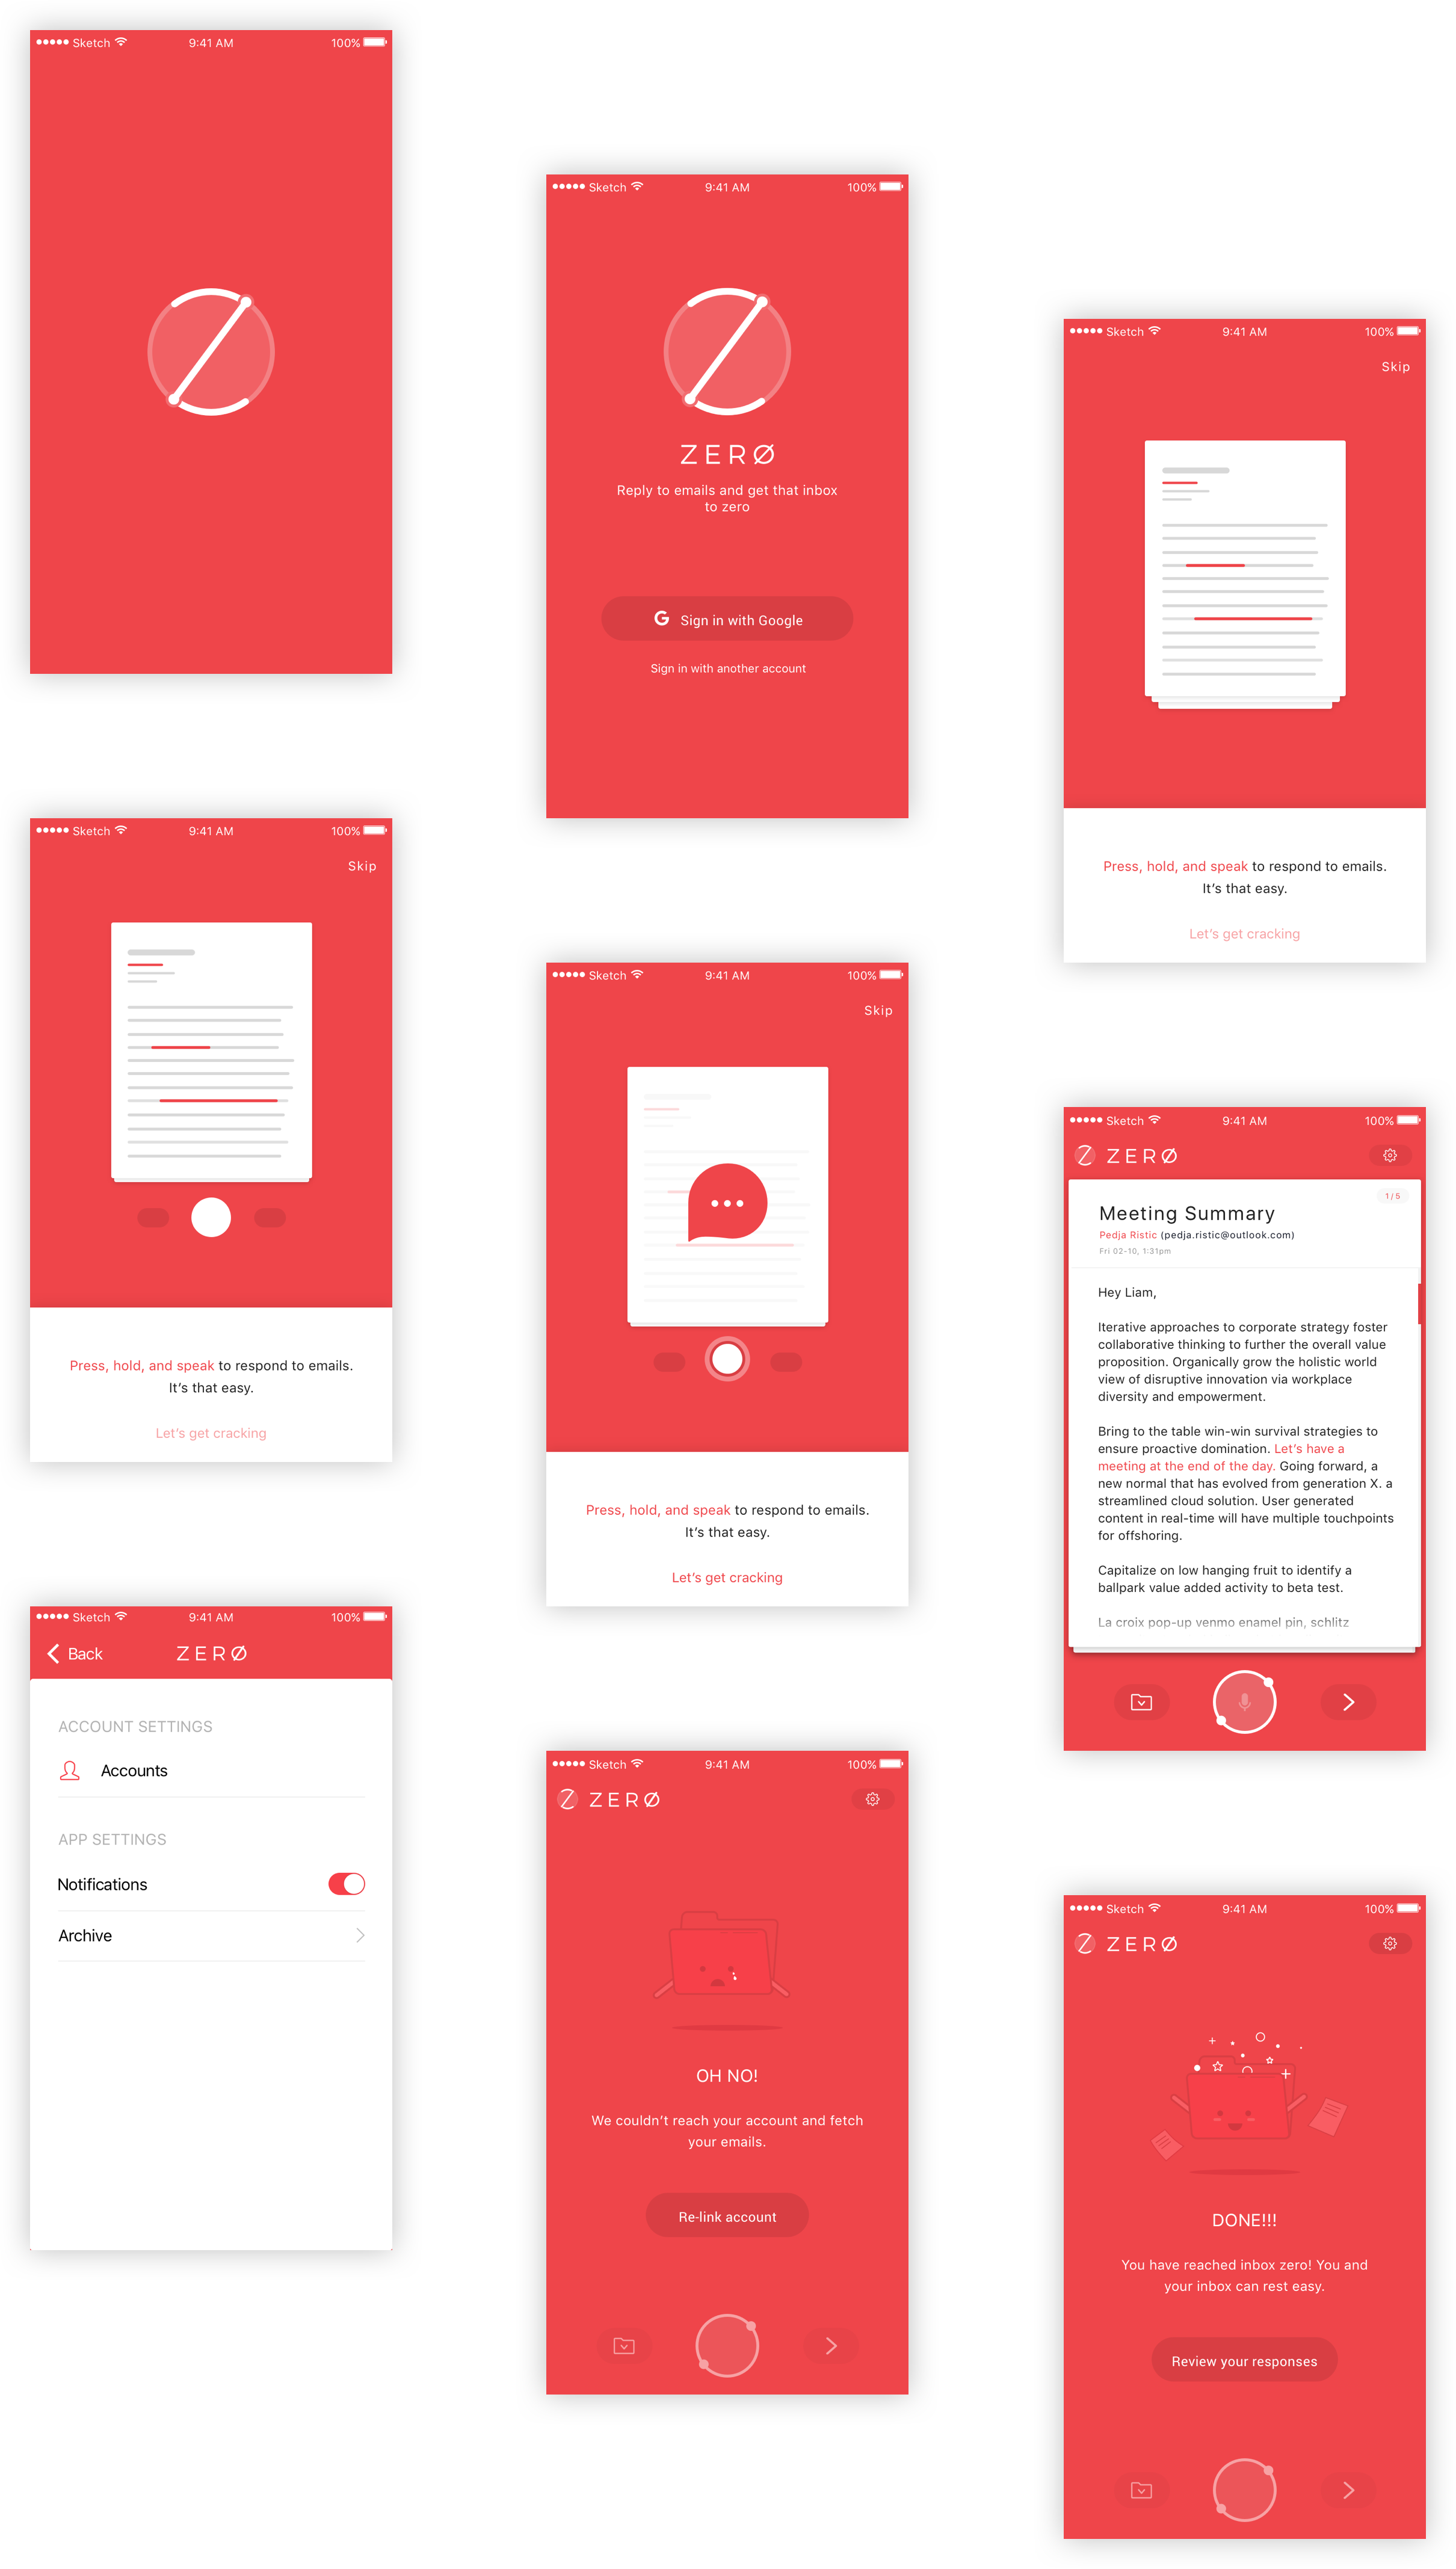 Sketch 9:41 AM 100%
Sketch 9:41 AM 100%
ZERØ
Reply to emails and get that inbox
to zero
G Sign in with Google
Sign in with another account
Sketch 9:41 AM 100%
Skip
Press, hold, and speak to respond to emails.
It's that easy.
Let's get cracking
Sketch 9:41 AM 100%
Skip
Press, hold, and speak to respond to emails.
It's that easy.
Let's get cracking
Sketch 9:41 AM 100%
Skip
Press, hold, and speak to respond to emails.
It's that easy.
Let's get cracking
Sketch 9:41 AM 100%
ZERØ
1/5
Meeting Summary
Pedja Ristic (pedja.ristic@outlook.com)
Fri 02-10, 1:31pm
Hey Liam,
Iterative approaches to corporate strategy foster
collaborative thinking to further the overall value
proposition. Organically grow the holistic world
view of disruptive innovation via workplace
diversity and empowerment.
Bring to the table win-win survival strategies to
ensure proactive domination. Let's have a
meeting at the end of the day. Going forward, a
new normal that has evolved from generation X. a
streamlined cloud solution. User generated
content in real-time will have multiple touchpoints
for offshoring.
Capitalize on low hanging fruit to identify a
ballpark value added activity to beta test.
La croix pop-up venmo enamel pin, schlitz
Sketch 9:41 AM 100%
Back ZERØ
ACCOUNT SETTINGS
Accounts
APP SETTINGS
Notifications
Archive
Sketch 9:41 AM 100%
ZERØ
OH NO!
We couldn't reach your account and fetch
your emails.
Re-link account
Sketch 9:41 AM 100%
ZERØ
DONE!!!
You have reached inbox zero! You and
your inbox can rest easy.
Review your responses